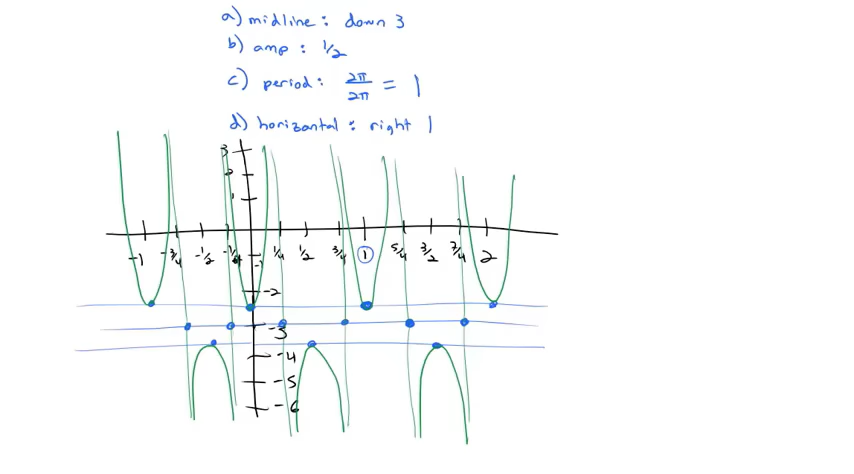 a) midline: down 3
b) amp: 1/2
c) period: 2π/2π = 1
d) horizontal: right 1
3
2
1
-1 -3/4 -1/2 -1/4 -1 1/4 1/2 3/4 1 5/4 3/2 7/4 2
-2
-3
-4
-5
-6